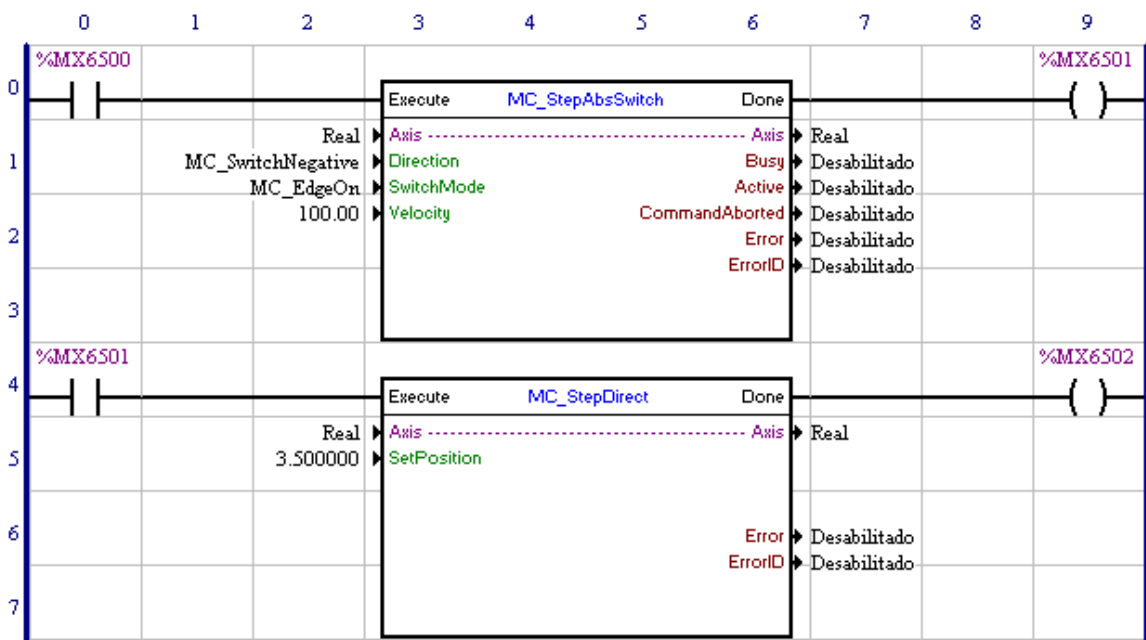 0 1 2 3 4 5 6 7 8 9
%MX6500 %MX6501
0
Execute MC_StepAbsSwitch Done
Real Axis Axis Real
1 MC_SwitchNegative Direction Busy Desabilitado
MC_EdgeOn SwitchMode Active Desabilitado
100.00 Velocity CommandAborted Desabilitado
2 Error Desabilitado
ErrorID Desabilitado
3
%MX6501 %MX6502
4
Execute MC_StepDirect Done
Real Axis Axis Real
5 3.500000 SetPosition
6 Error Desabilitado
ErrorID Desabilitado
7